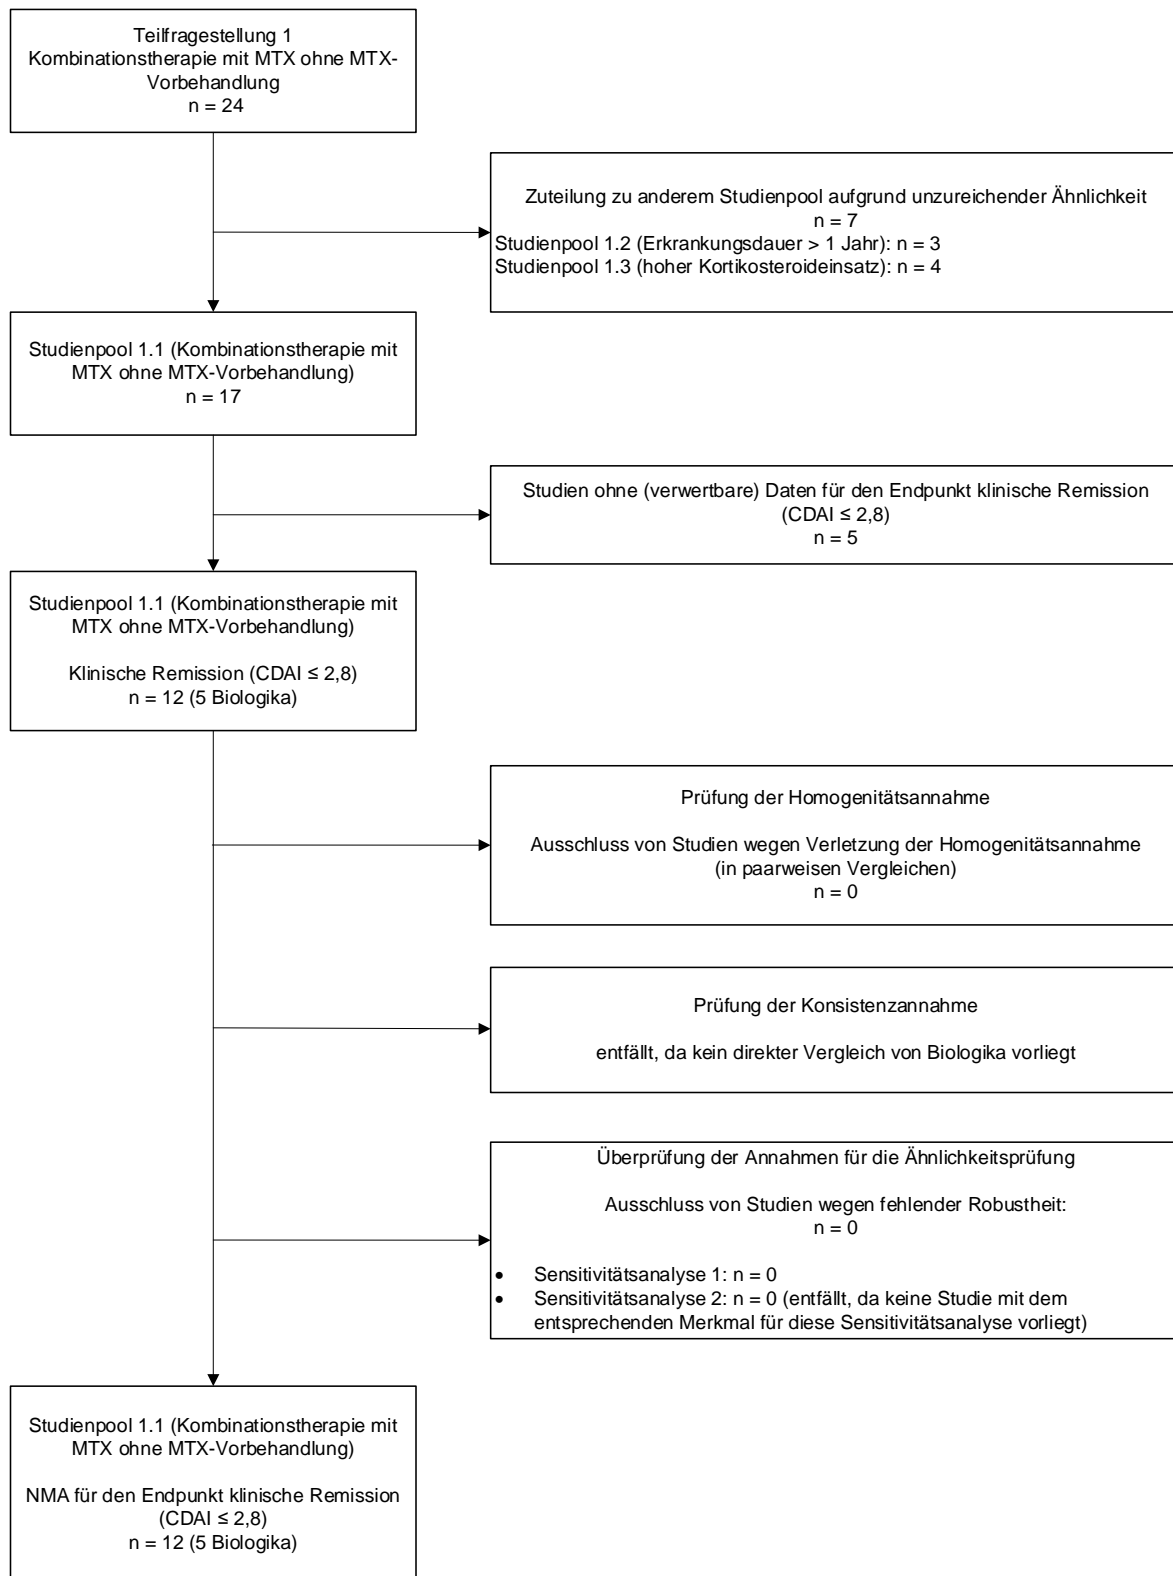 Teilfragestellung 1
Kombinationstherapie mit MTX ohne MTX-
Vorbehandlung
n = 24
Zuteilung zu anderem Studienpool aufgrund unzureichender Ähnlichkeit
n = 7
Studienpool 1.2 (Erkrankungsdauer > 1 Jahr): n = 3
Studienpool 1.3 (hoher Kortikosteroideinsatz): n = 4
Studienpool 1.1 (Kombinationstherapie mit
MTX ohne MTX-Vorbehandlung)
n = 17
Studien ohne (verwertbare) Daten für den Endpunkt klinische Remission
(CDAI ≤ 2,8)
n = 5
Studienpool 1.1 (Kombinationstherapie mit
MTX ohne MTX-Vorbehandlung)
Klinische Remission (CDAI ≤ 2,8)
n = 12 (5 Biologika)
Prüfung der Homogenitätsannahme
Ausschluss von Studien wegen Verletzung der Homogenitätsannahme
(in paarweisen Vergleichen)
n = 0
Prüfung der Konsistenzannahme
entfällt, da kein direkter Vergleich von Biologika vorliegt
Überprüfung der Annahmen für die Ähnlichkeitsprüfung
Ausschluss von Studien wegen fehlender Robustheit:
n = 0
• Sensitivitätsanalyse 1: n = 0
• Sensitivitätsanalyse 2: n = 0 (entfällt, da keine Studie mit dem
entsprechenden Merkmal für diese Sensitivitätsanalyse vorliegt)
Studienpool 1.1 (Kombinationstherapie mit
MTX ohne MTX-Vorbehandlung)
NMA für den Endpunkt klinische Remission
(CDAI ≤ 2,8)
n = 12 (5 Biologika)